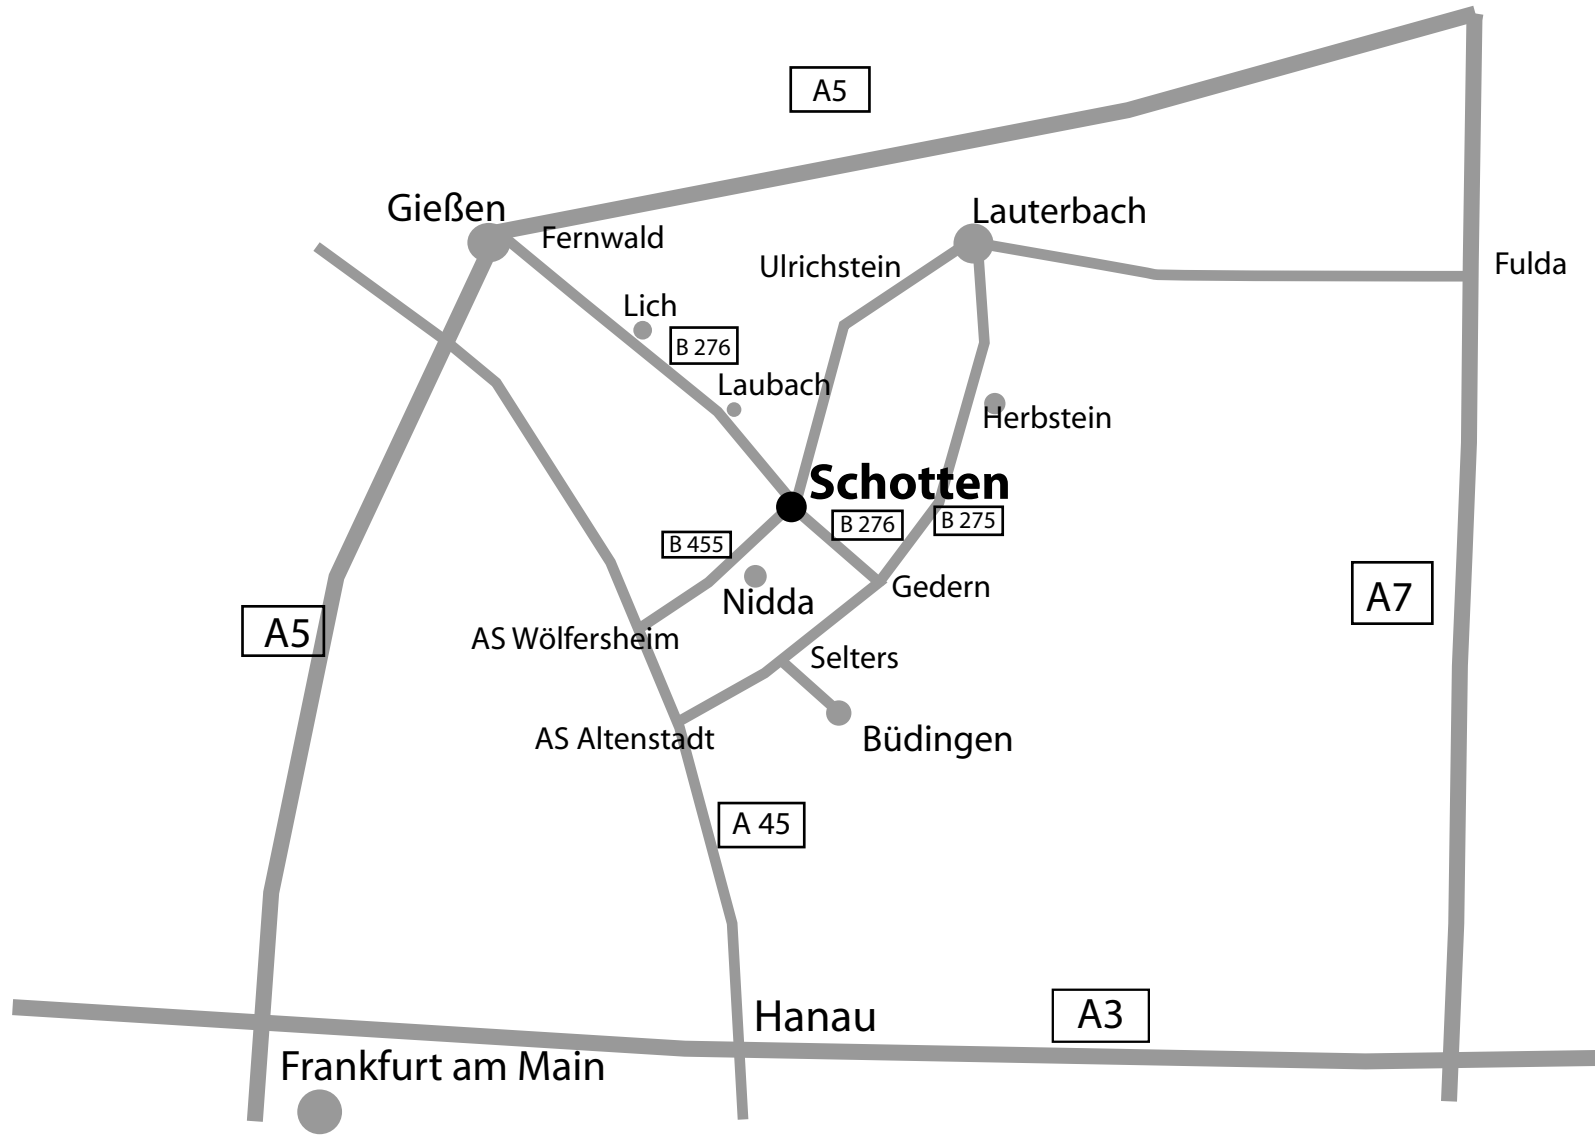 A5
Gießen
Lauterbach
Fernwald
Ulrichstein
Fulda
Lich
B 276
Laubach
Herbstein
Schotten
B 276
B 275
B 455
Gedern
A7
Nidda
A5
AS Wölfersheim
Selters
AS Altenstadt
Büdingen
A 45
Hanau
A3
Frankfurt am Main